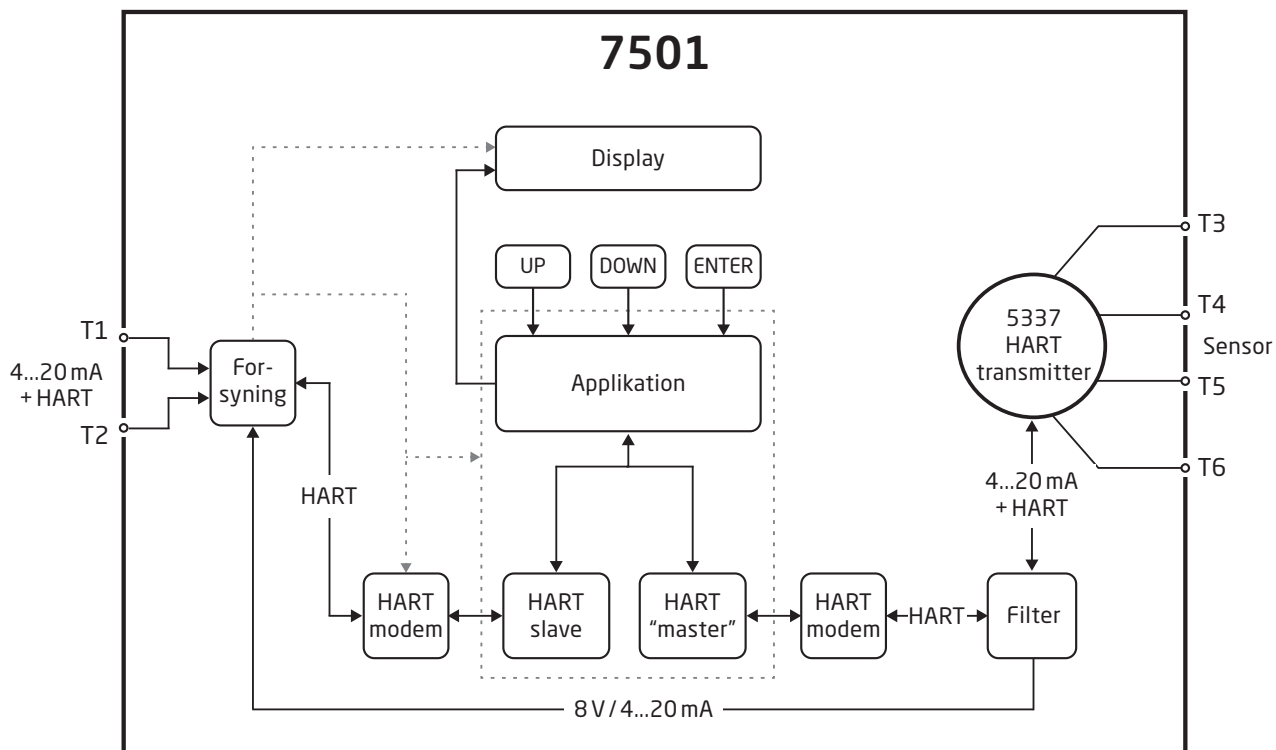 7501
Display
UP
DOWN
ENTER
T1
4...20 mA
+ HART
T2
For-
syning
Applikation
5337
HART
transmitter
T3
T4
Sensor
T5
T6
HART
4...20 mA
+ HART
HART
modem
HART
slave
HART
“master”
HART
modem
HART
Filter
8 V / 4...20 mA